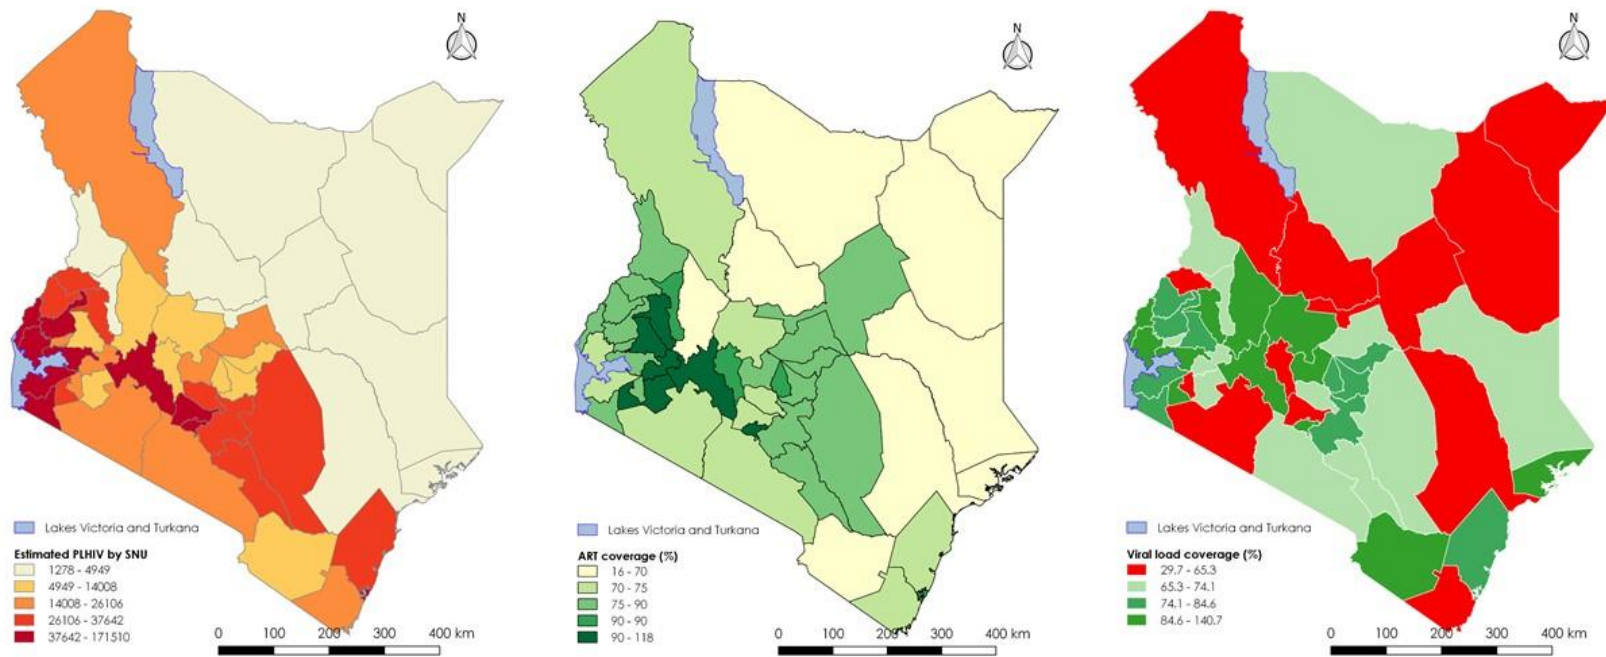 N
Lakes Victoria and Turkana
Estimated PLHIV by SNU
1278 - 4949
4949 - 14008
14008 - 26106
26106 - 37642
37642 - 171510
0 100 200 300 400 km
N
Lakes Victoria and Turkana
ART coverage (%)
16 - 70
70 - 75
75 - 90
90 - 90
90 - 118
0 100 200 300 400 km
N
Lakes Victoria and Turkana
Viral load coverage (%)
29.7 - 65.3
65.3 - 74.1
74.1 - 84.6
84.6 - 140.7
0 100 200 300 400 km